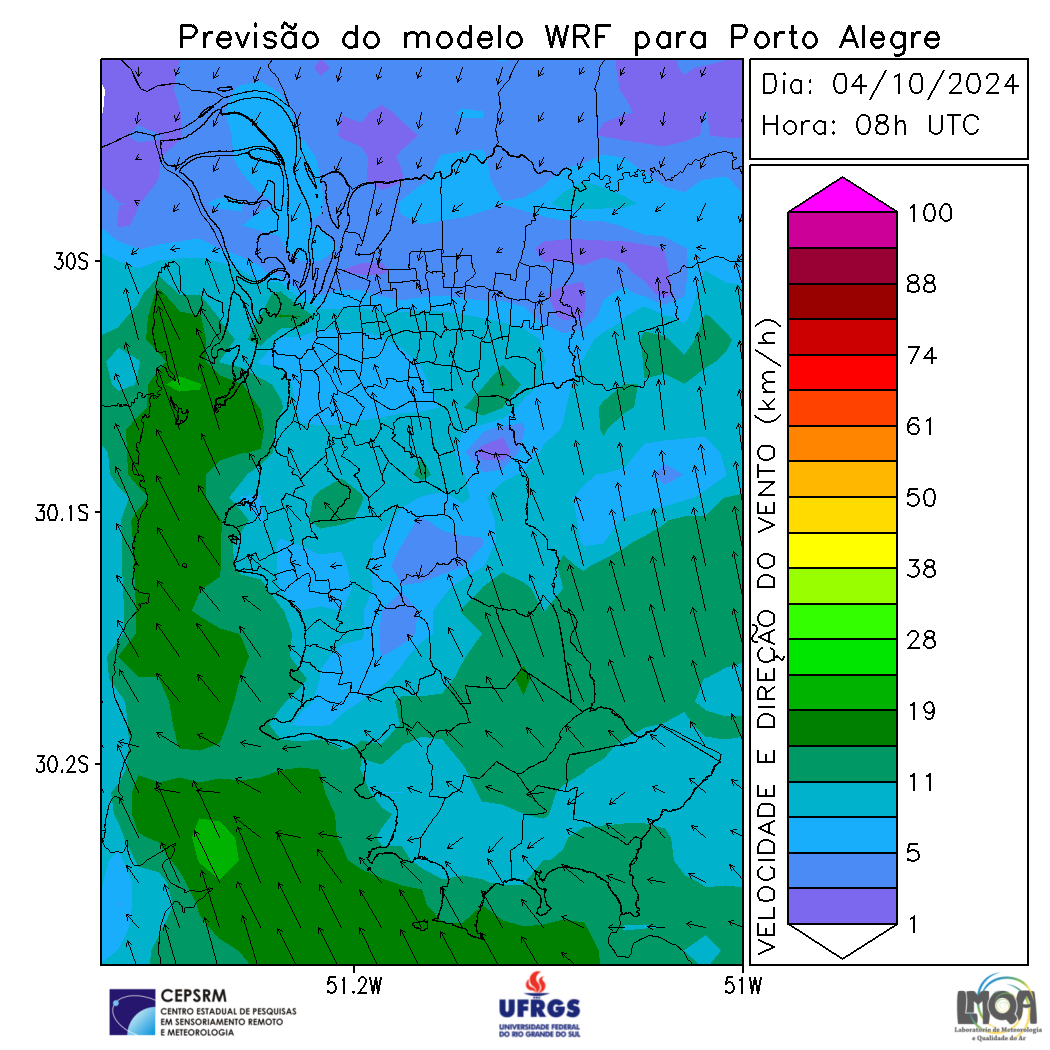 Previsão do modelo WRF para Porto Alegre
Dia: 04/10/2024
Hora: 08h UTC
30S
30.1S
30.2S
51.2W
51W
VELOCIDADE E DIREÇÃO DO VENTO (km/h)
100
88
74
61
50
38
28
19
11
5
1
CEPSRM
CENTRO ESTADUAL DE PESQUISAS
EM SENSORIAMENTO REMOTO
E METEOROLOGIA
UFRGS
UNIVERSIDADE FEDERAL
DO RIO GRANDE DO SUL
LMQA
Laboratório de Meteorologia
e Qualidade do Ar